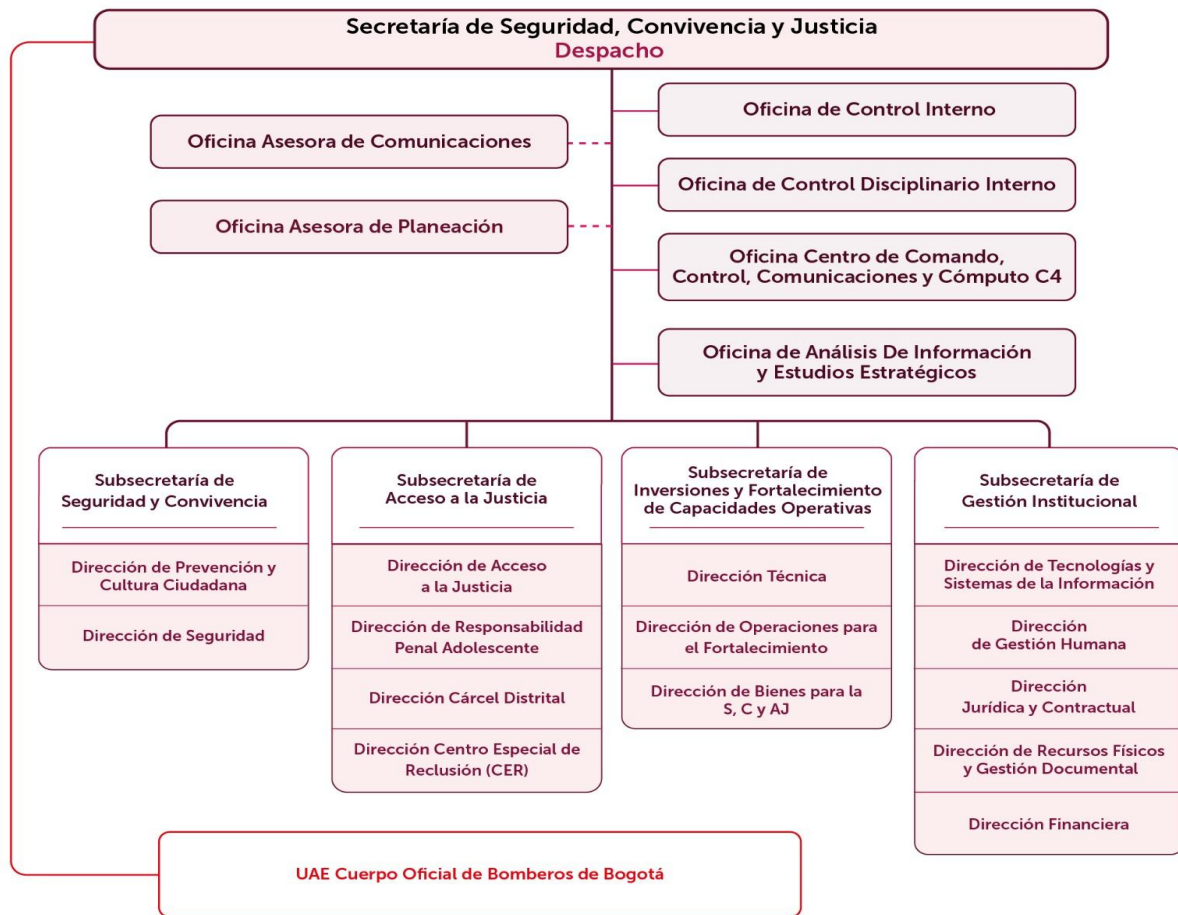 Secretaría de Seguridad, Convivencia y Justicia
Despacho
Oficina Asesora de Comunicaciones
Oficina Asesora de Planeación
Oficina de Control Interno
Oficina de Control Disciplinario Interno
Oficina Centro de Comando,
Control, Comunicaciones y Cómputo C4
Oficina de Análisis De Información
y Estudios Estratégicos
Subsecretaría de
Seguridad y Convivencia
Dirección de Prevención y
Cultura Ciudadana
Dirección de Seguridad
Subsecretaría de
Acceso a la Justicia
Dirección de Acceso
a la Justicia
Dirección de Responsabilidad
Penal Adolescente
Dirección Cárcel Distrital
Dirección Centro Especial de
Reclusión (CER)
Subsecretaría de
Inversiones y Fortalecimiento
de Capacidades Operativas
Dirección Técnica
Dirección de Operaciones para
el Fortalecimiento
Dirección de Bienes para la
S, C y AJ
Subsecretaría de
Gestión Institucional
Dirección de Tecnologías y
Sistemas de la Información
Dirección
de Gestión Humana
Dirección
Jurídica y Contractual
Dirección de Recursos Físicos
y Gestión Documental
Dirección Financiera
UAE Cuerpo Oficial de Bomberos de Bogotá